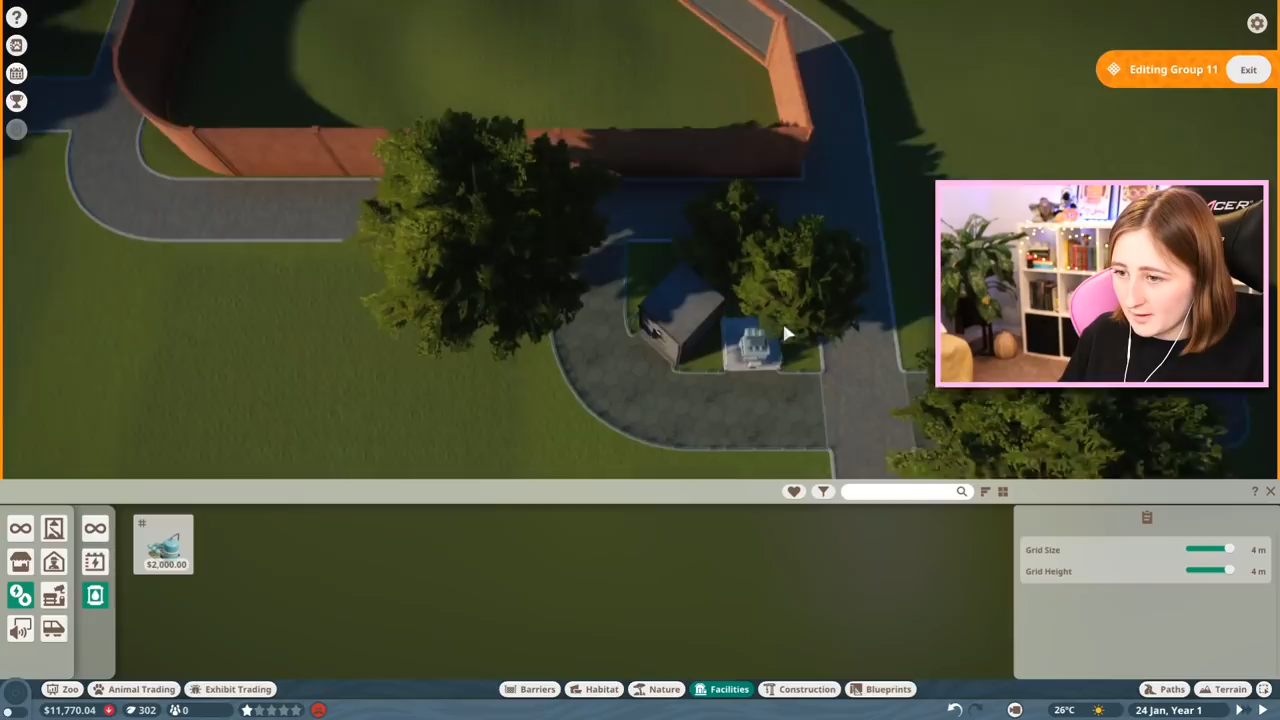 ?
Editing Group 11
Exit
ACER
?
#
$2,000.00
Grid Size
4 m
Grid Height
4 m
Zoo
Animal Trading
Exhibit Trading
Barriers
Habitat
Nature
Facilities
Construction
Blueprints
Paths
Terrain
$11,770.04
302
0
26°C
24 Jan, Year 1